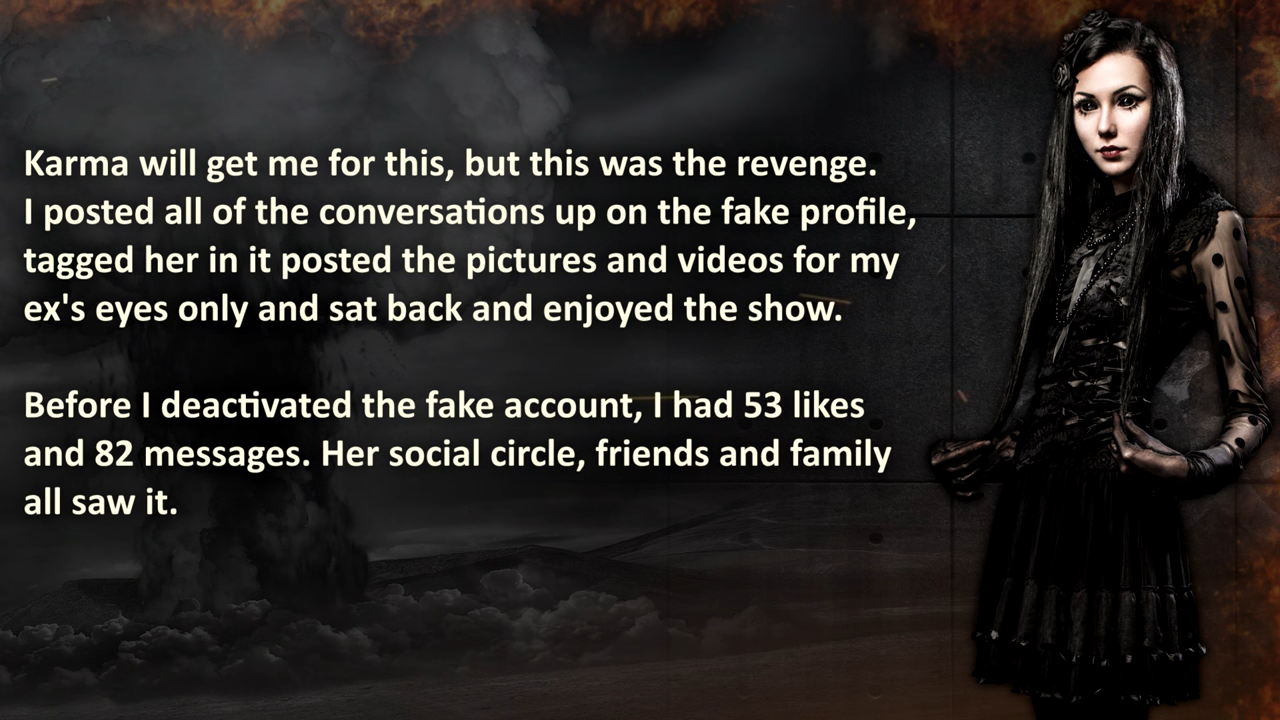 Karma will get me for this, but this was the revenge.
I posted all of the conversations up on the fake profile,
tagged her in it posted the pictures and videos for my
ex's eyes only and sat back and enjoyed the show.
Before I deactivated the fake account, I had 53 likes
and 82 messages. Her social circle, friends and family
all saw it.